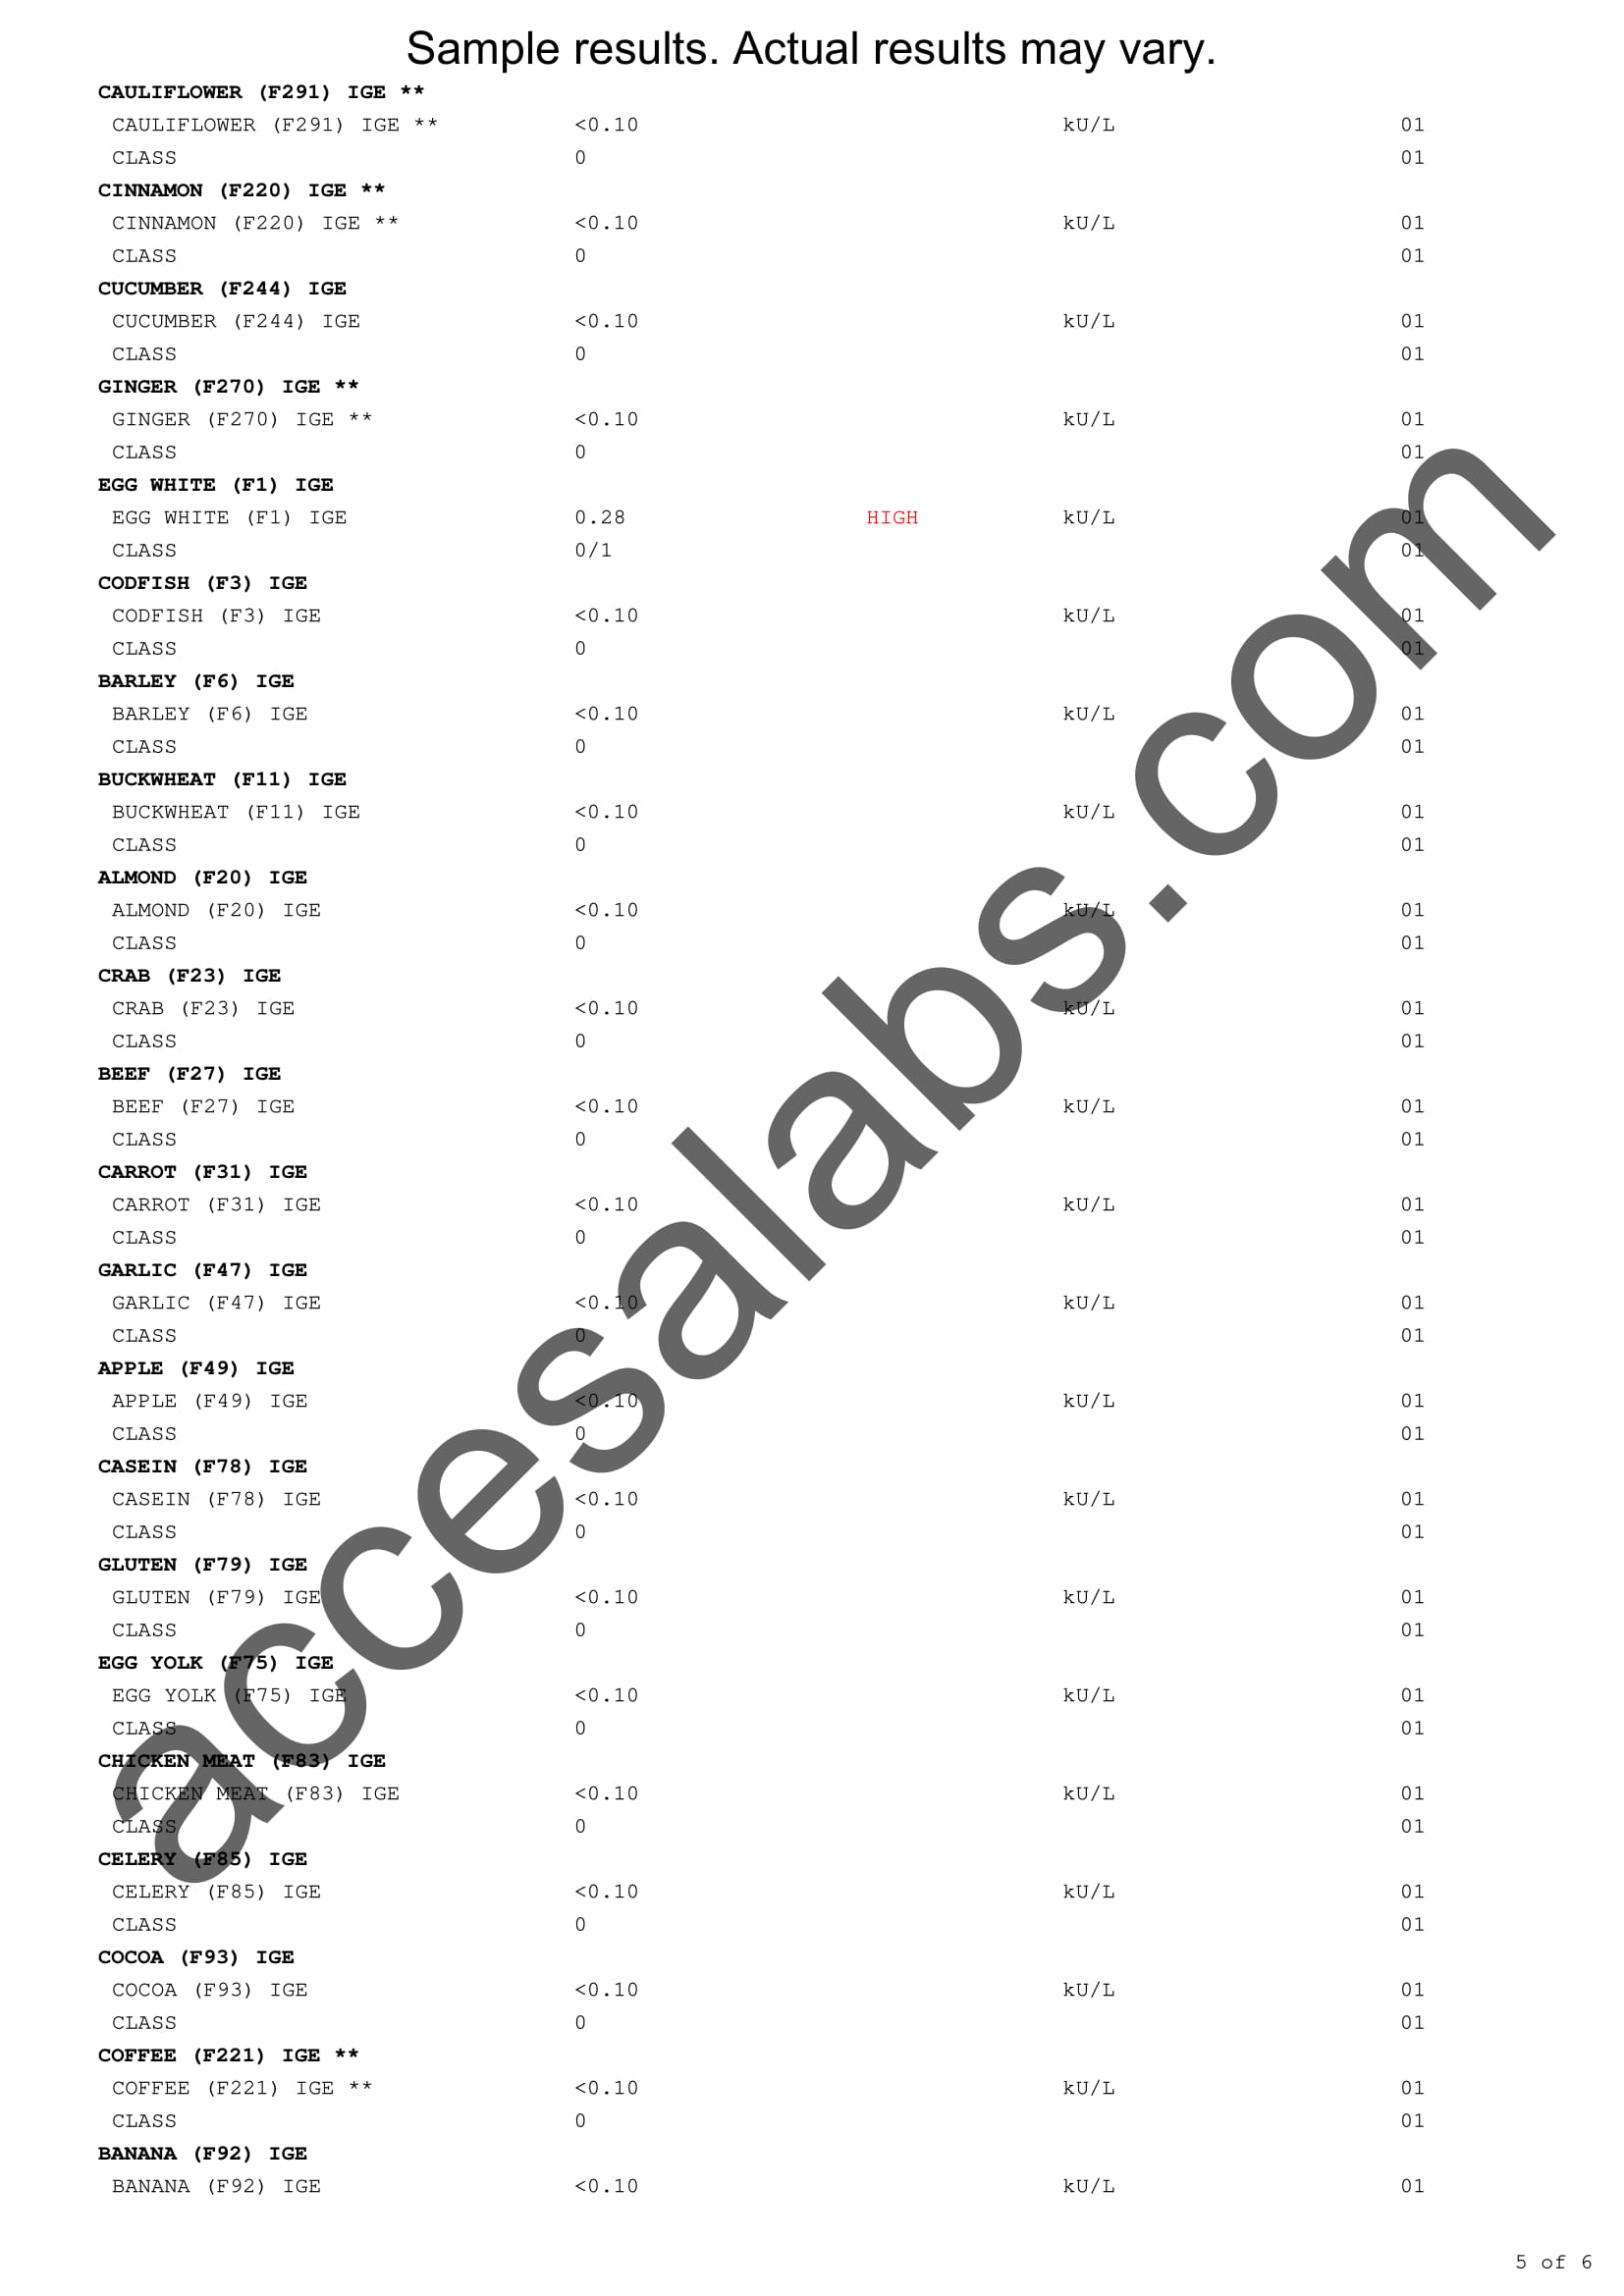 Sample results. Actual results may vary.
CAULIFLOWER (F291) IGE **
CAULIFLOWER (F291) IGE ** <0.10 kU/L 01
CLASS 0 01
CINNAMON (F220) IGE **
CINNAMON (F220) IGE ** <0.10 kU/L 01
CLASS 0 01
CUCUMBER (F244) IGE
CUCUMBER (F244) IGE <0.10 kU/L 01
CLASS 0 01
GINGER (F270) IGE **
GINGER (F270) IGE ** <0.10 kU/L 01
CLASS 0 01
EGG WHITE (F1) IGE
EGG WHITE (F1) IGE 0.28 HIGH kU/L 01
CLASS 0/1 01
CODFISH (F3) IGE
CODFISH (F3) IGE <0.10 kU/L 01
CLASS 0 01
BARLEY (F6) IGE
BARLEY (F6) IGE <0.10 kU/L 01
CLASS 0 01
BUCKWHEAT (F11) IGE
BUCKWHEAT (F11) IGE <0.10 kU/L 01
CLASS 0 01
ALMOND (F20) IGE
ALMOND (F20) IGE <0.10 kU/L 01
CLASS 0 01
CRAB (F23) IGE
CRAB (F23) IGE <0.10 kU/L 01
CLASS 0 01
BEEF (F27) IGE
BEEF (F27) IGE <0.10 kU/L 01
CLASS 0 01
CARROT (F31) IGE
CARROT (F31) IGE <0.10 kU/L 01
CLASS 0 01
GARLIC (F47) IGE
GARLIC (F47) IGE <0.10 kU/L 01
CLASS 0 01
APPLE (F49) IGE
APPLE (F49) IGE <0.10 kU/L 01
CLASS 0 01
CASEIN (F78) IGE
CASEIN (F78) IGE <0.10 kU/L 01
CLASS 0 01
GLUTEN (F79) IGE
GLUTEN (F79) IGE <0.10 kU/L 01
CLASS 0 01
EGG YOLK (F75) IGE
EGG YOLK (F75) IGE <0.10 kU/L 01
CLASS 0 01
CHICKEN MEAT (F83) IGE
CHICKEN MEAT (F83) IGE <0.10 kU/L 01
CLASS 0 01
CELERY (F85) IGE
CELERY (F85) IGE <0.10 kU/L 01
CLASS 0 01
COCOA (F93) IGE
COCOA (F93) IGE <0.10 kU/L 01
CLASS 0 01
COFFEE (F221) IGE **
COFFEE (F221) IGE ** <0.10 kU/L 01
CLASS 0 01
BANANA (F92) IGE
BANANA (F92) IGE <0.10 kU/L 01
accesalabs.com
5 of 6